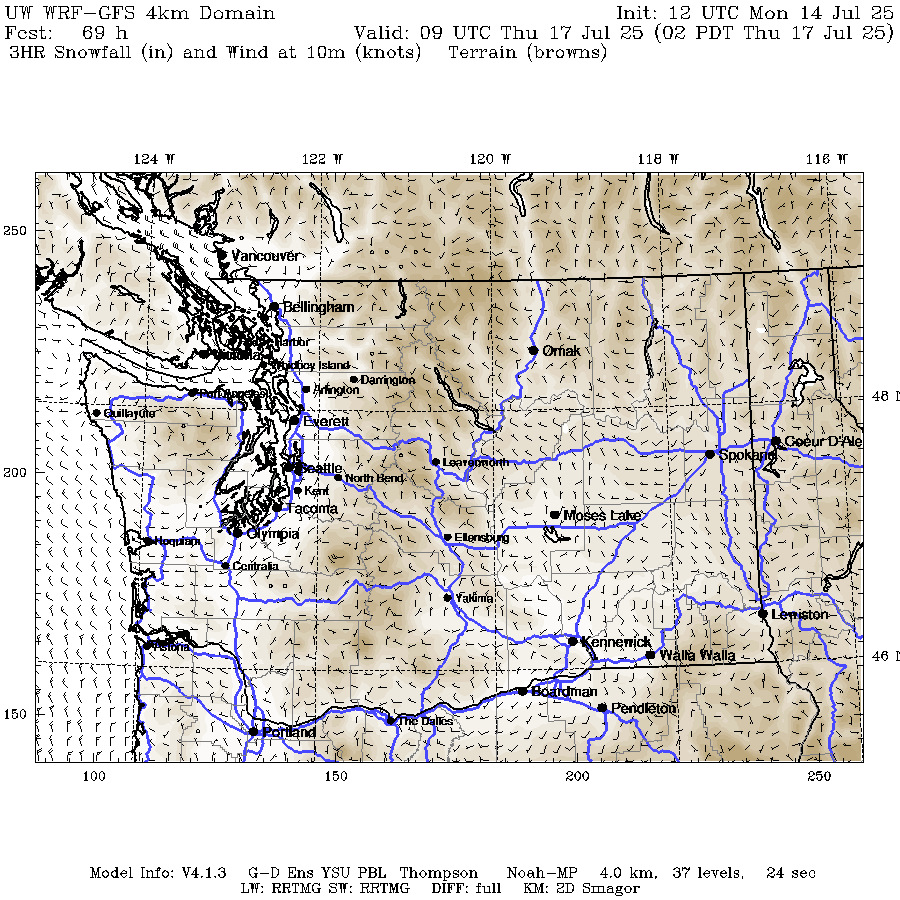 UW WRF-GFS 4km Domain Init: 12 UTC Mon 14 Jul 25
Fcst: 69 h Valid: 09 UTC Thu 17 Jul 25 (02 PDT Thu 17 Jul 25)
3HR Snowfall (in) and Wind at 10m (knots) Terrain (browns)
124 W 122 W 120 W 118 W 116 W
250
Vancouver
Bellingham
Harbor
Omak
Whidbey Island
Darrington
Arlington
Port Angeles
48 N
Quillayute
Everett
Coeur D'Ale
Spokane
Leavenworth
200
Seattle
North Bend
Kent
Tacoma
Moses Lake
Olympia
Ellensburg
Hoquiam
Centralia
Yakima
Lewiston
Kennewick
Astoria
Walla Walla
46 N
Boardman
Pendleton
150
The Dalles
Portland
100 150 200 250
Model Info: V4.1.3 G-D Ens YSU PBL Thompson Noah-MP 4.0 km, 37 levels, 24 sec
LW: RRTMG SW: RRTMG DIFF: full KM: 2D Smagor